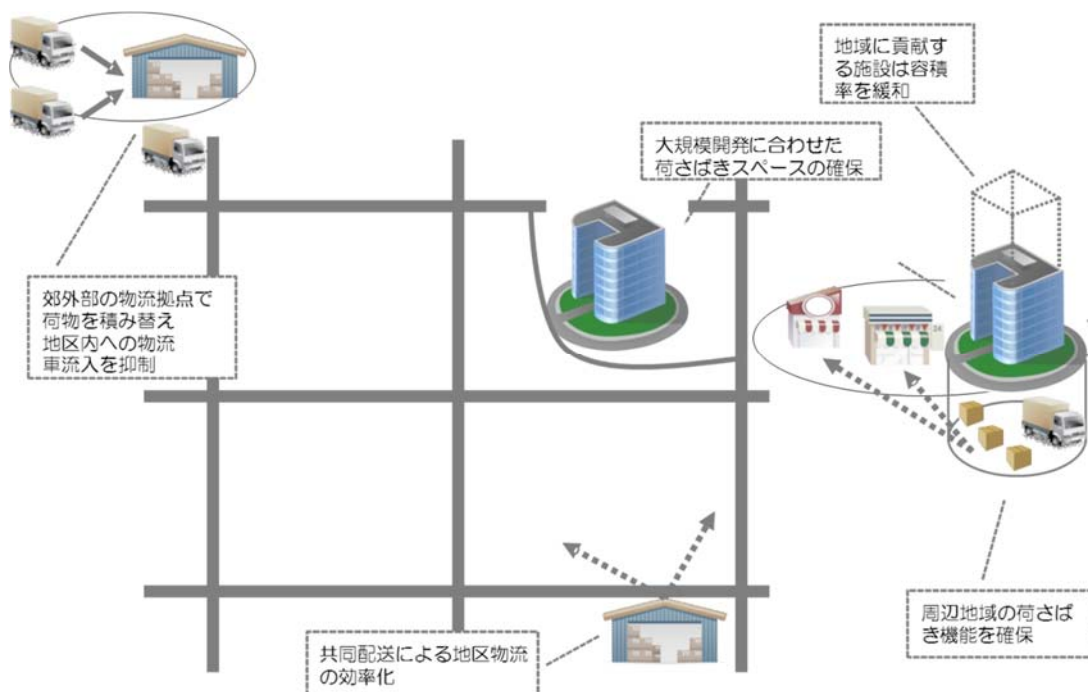 地域に貢献す
る施設は容積
率を緩和
大規模開発に合わせた
荷さばきスペースの確保
郊外部の物流拠点で
荷物を積み替え
地区内への物流
車流入を抑制
周辺地域の荷さば
き機能を確保
共同配送による地区物流
の効率化